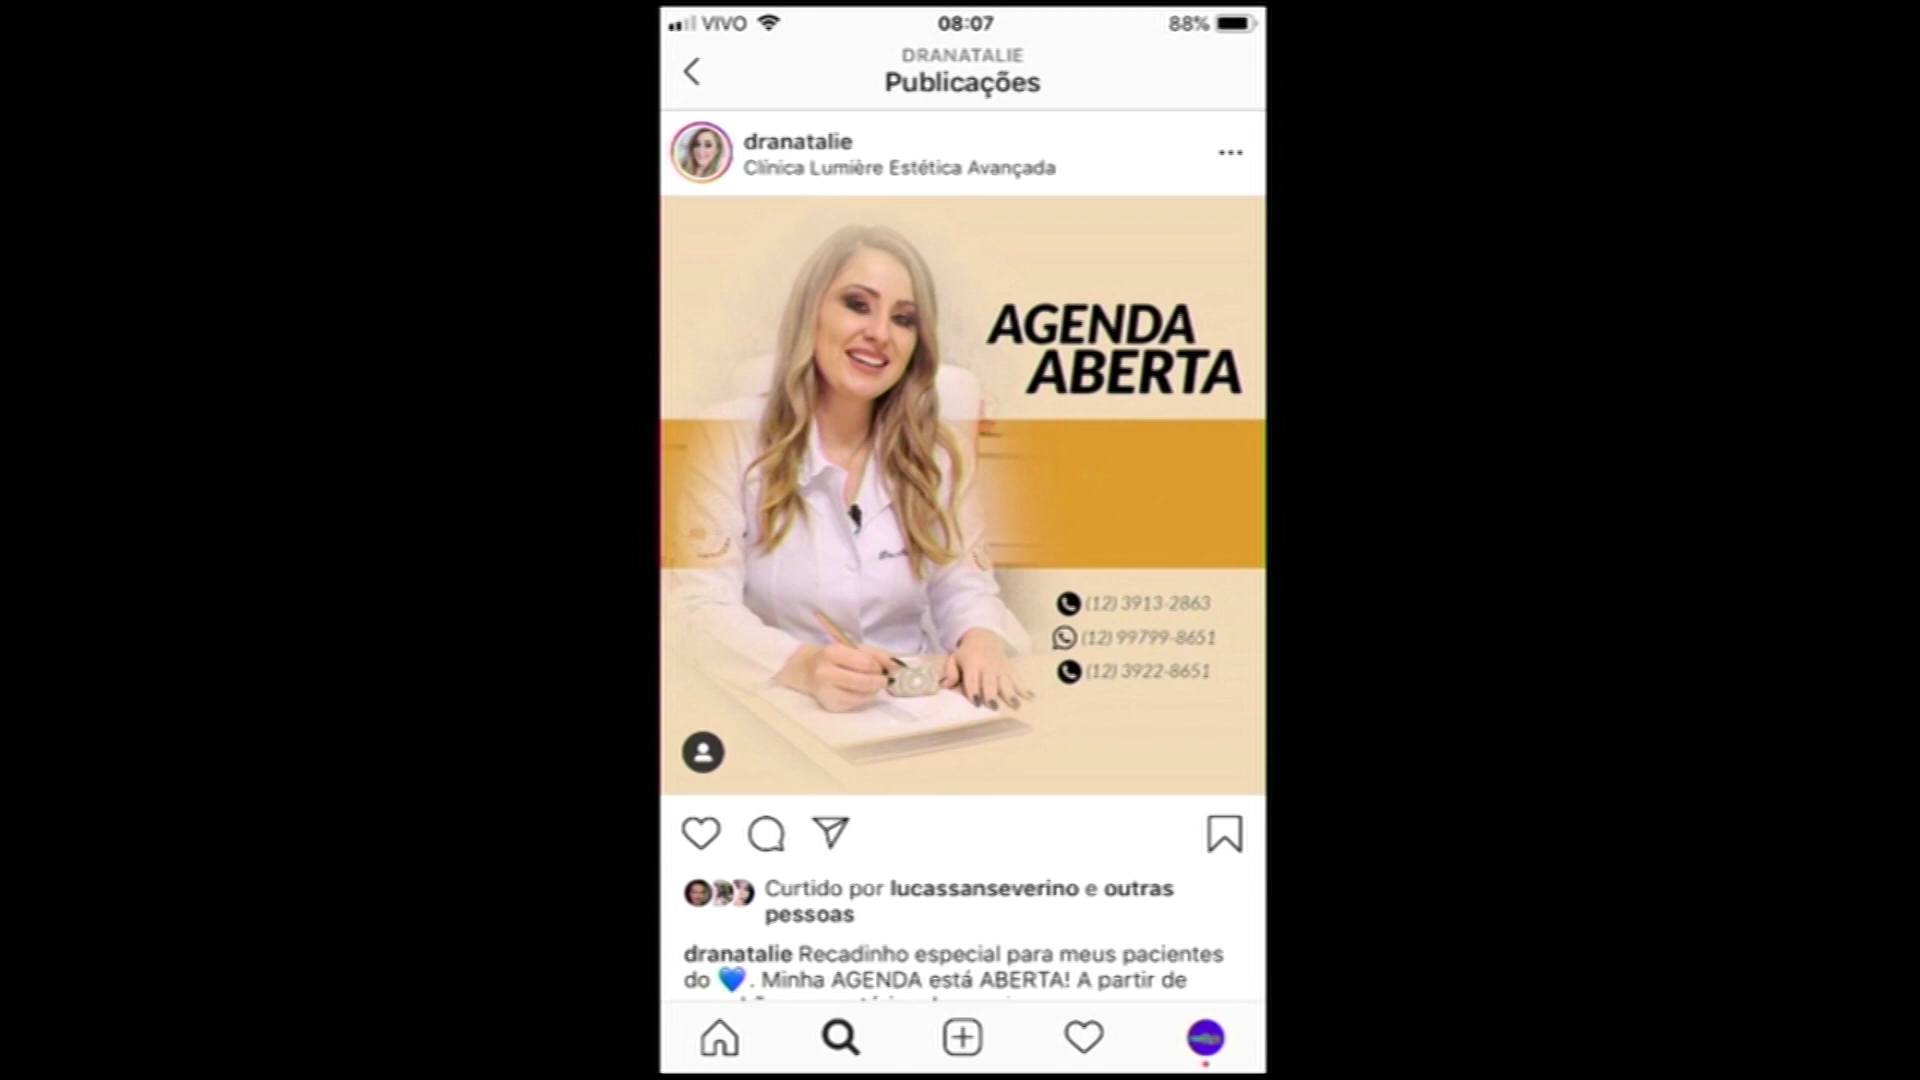 VIVO 08:07 88%
DRANATALIE
Publicações
dranatalie
Clínica Lumière Estética Avançada
AGENDA
ABERTA
(12) 3913-2863
(12) 99799-8651
(12) 3922-8651
Curtido por lucassanseverino e outras
pessoas
dranatalie Recadinho especial para meus pacientes
do 💙. Minha AGENDA está ABERTA! A partir de